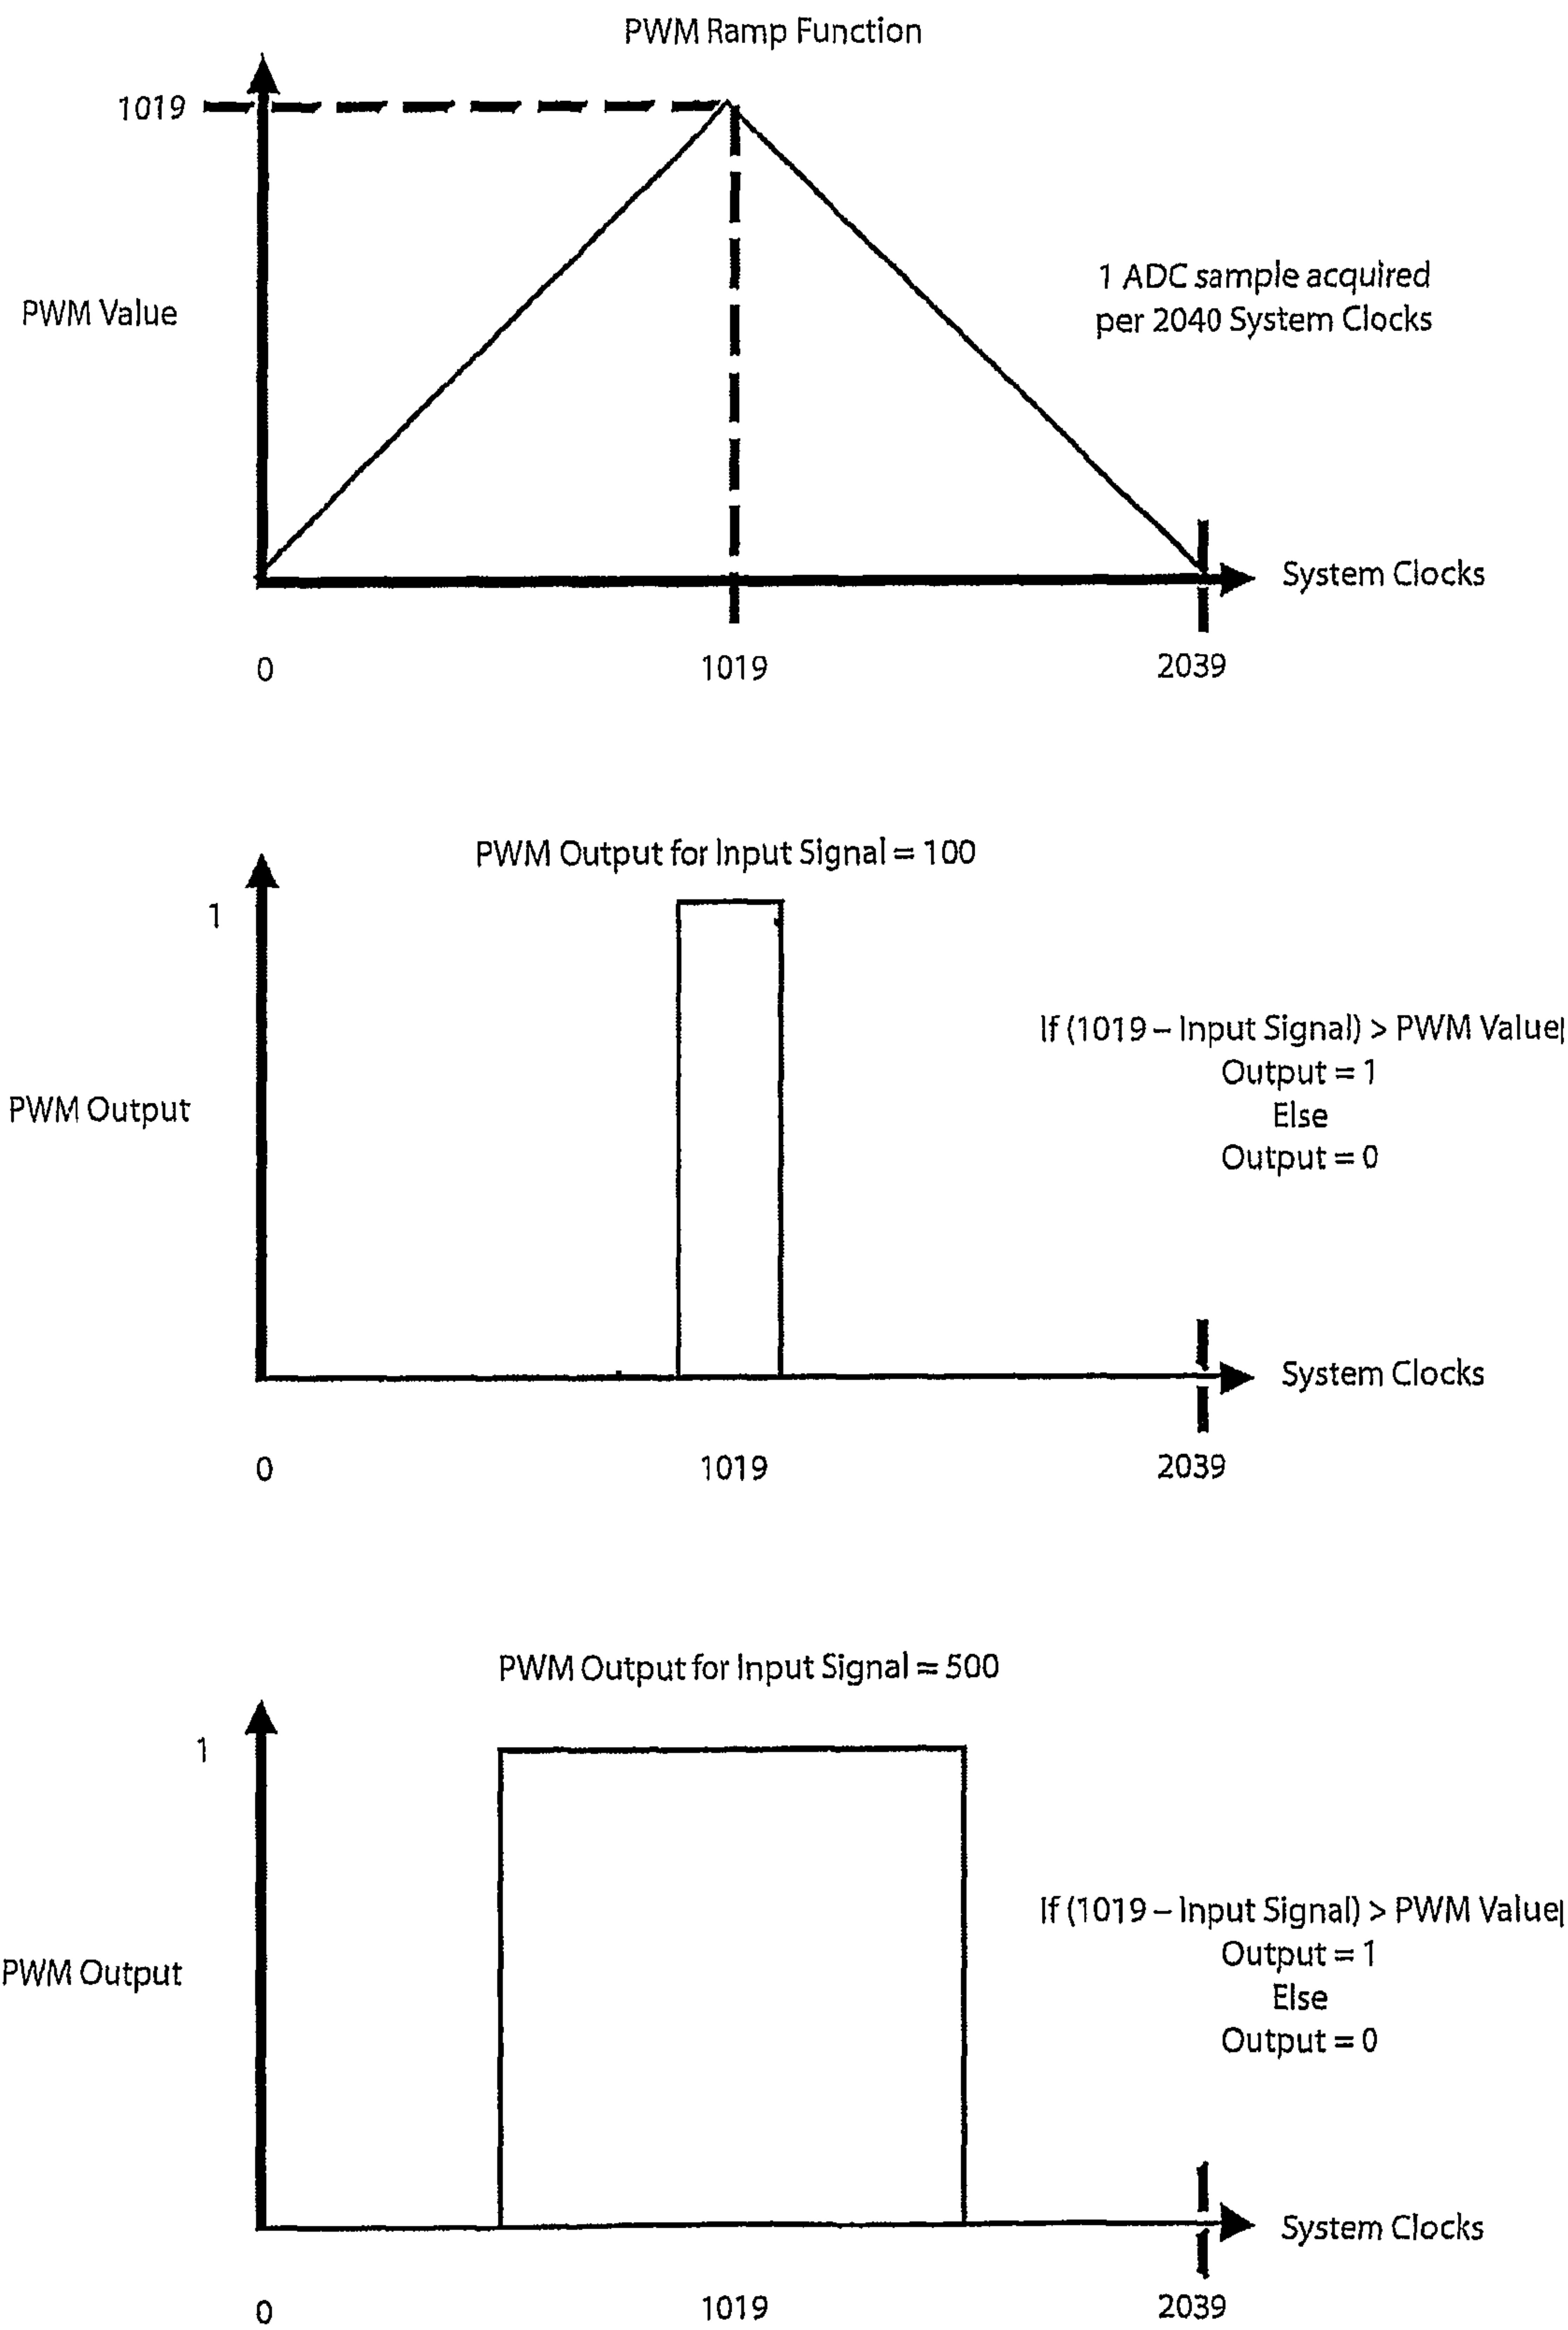 PWM Ramp Function
1019
PWM Value
1 ADC sample acquired
per 2040 System Clocks
System Clocks
0
1019
2039
PWM Output for Input Signal = 100
1
If (1019 – Input Signal) > PWM Value
Output = 1
Else
Output = 0
PWM Output
System Clocks
0
1019
2039
PWM Output for Input Signal = 500
1
If (1019 – Input Signal) > PWM Value
Output = 1
Else
Output = 0
PWM Output
System Clocks
0
1019
2039